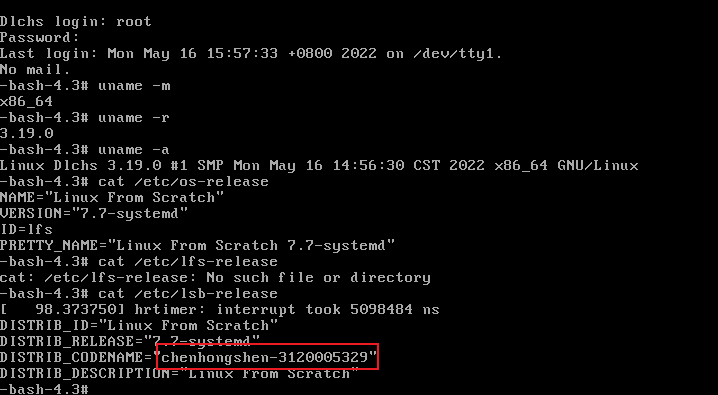 Dlchs login: root
Password:
Last login: Mon May 16 15:57:33 +0800 2022 on /dev/tty1.
No mail.
-bash-4.3# uname -m
x86_64
-bash-4.3# uname -r
3.19.0
-bash-4.3# uname -a
Linux Dlchs 3.19.0 #1 SMP Mon May 16 14:56:30 CST 2022 x86_64 GNU/Linux
-bash-4.3# cat /etc/os-release
NAME="Linux From Scratch"
VERSION="7.7-systemd"
ID=lfs
PRETTY_NAME="Linux From Scratch 7.7-systemd"
-bash-4.3# cat /etc/lfs-release
cat: /etc/lfs-release: No such file or directory
-bash-4.3# cat /etc/lsb-release
[   98.373750] hrtimer: interrupt took 5098484 ns
DISTRIB_ID="Linux From Scratch"
DISTRIB_RELEASE="7.7-systemd"
DISTRIB_CODENAME="chenhongshen-3120005329"
DISTRIB_DESCRIPTION="Linux From Scratch"
-bash-4.3#